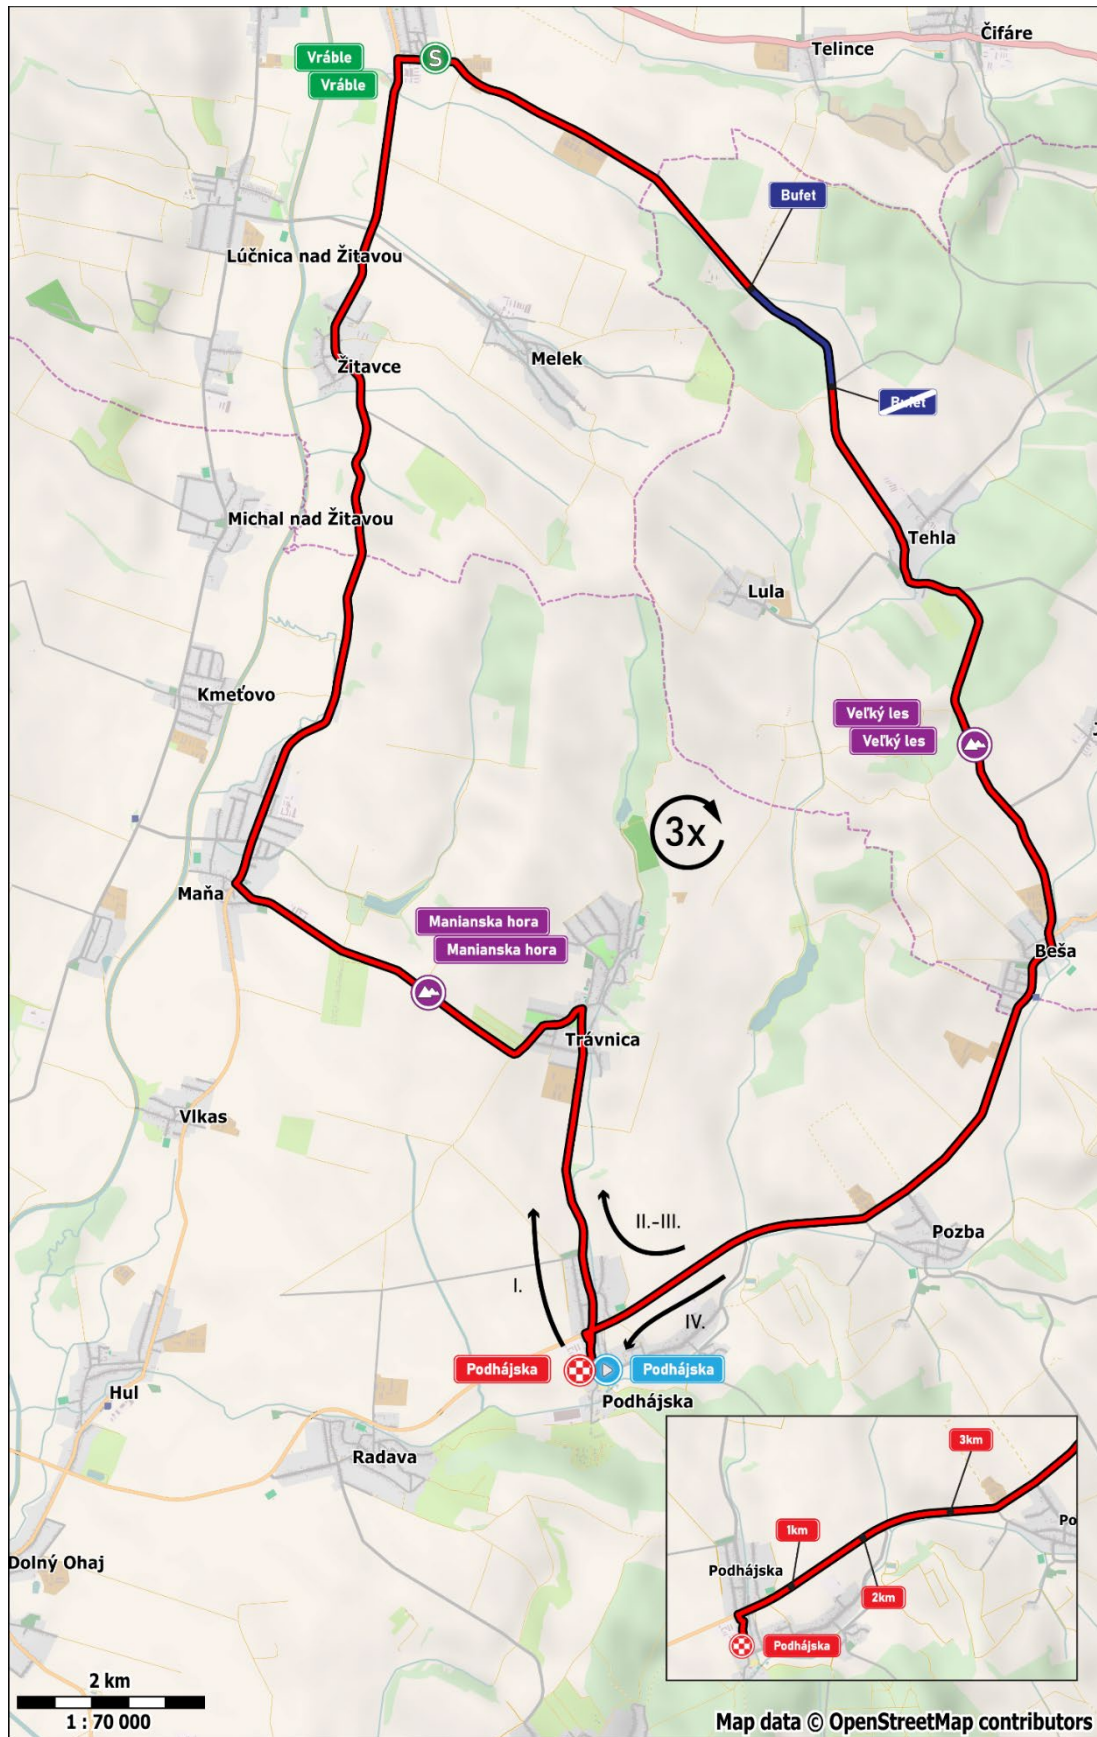 Čifáre
Telince
Vráble
Vráble
S
Bufet
Lúčnica nad Žitavou
Melek
Žitavce
Bufet
Michal nad Žitavou
Tehla
Lula
Kmeťovo
Veľký les
Veľký les
3x
Maňa
Manianska hora
Manianska hora
Beša
Trávnica
Vlkas
II.-III.
Pozba
I.
IV.
Podhájska
Podhájska
Hul
Podhájska
Radava
3km
Po
1km
Dolný Ohaj
Podhájska
2km
Podhájska
2 km
1 : 70 000
Map data © OpenStreetMap contributors